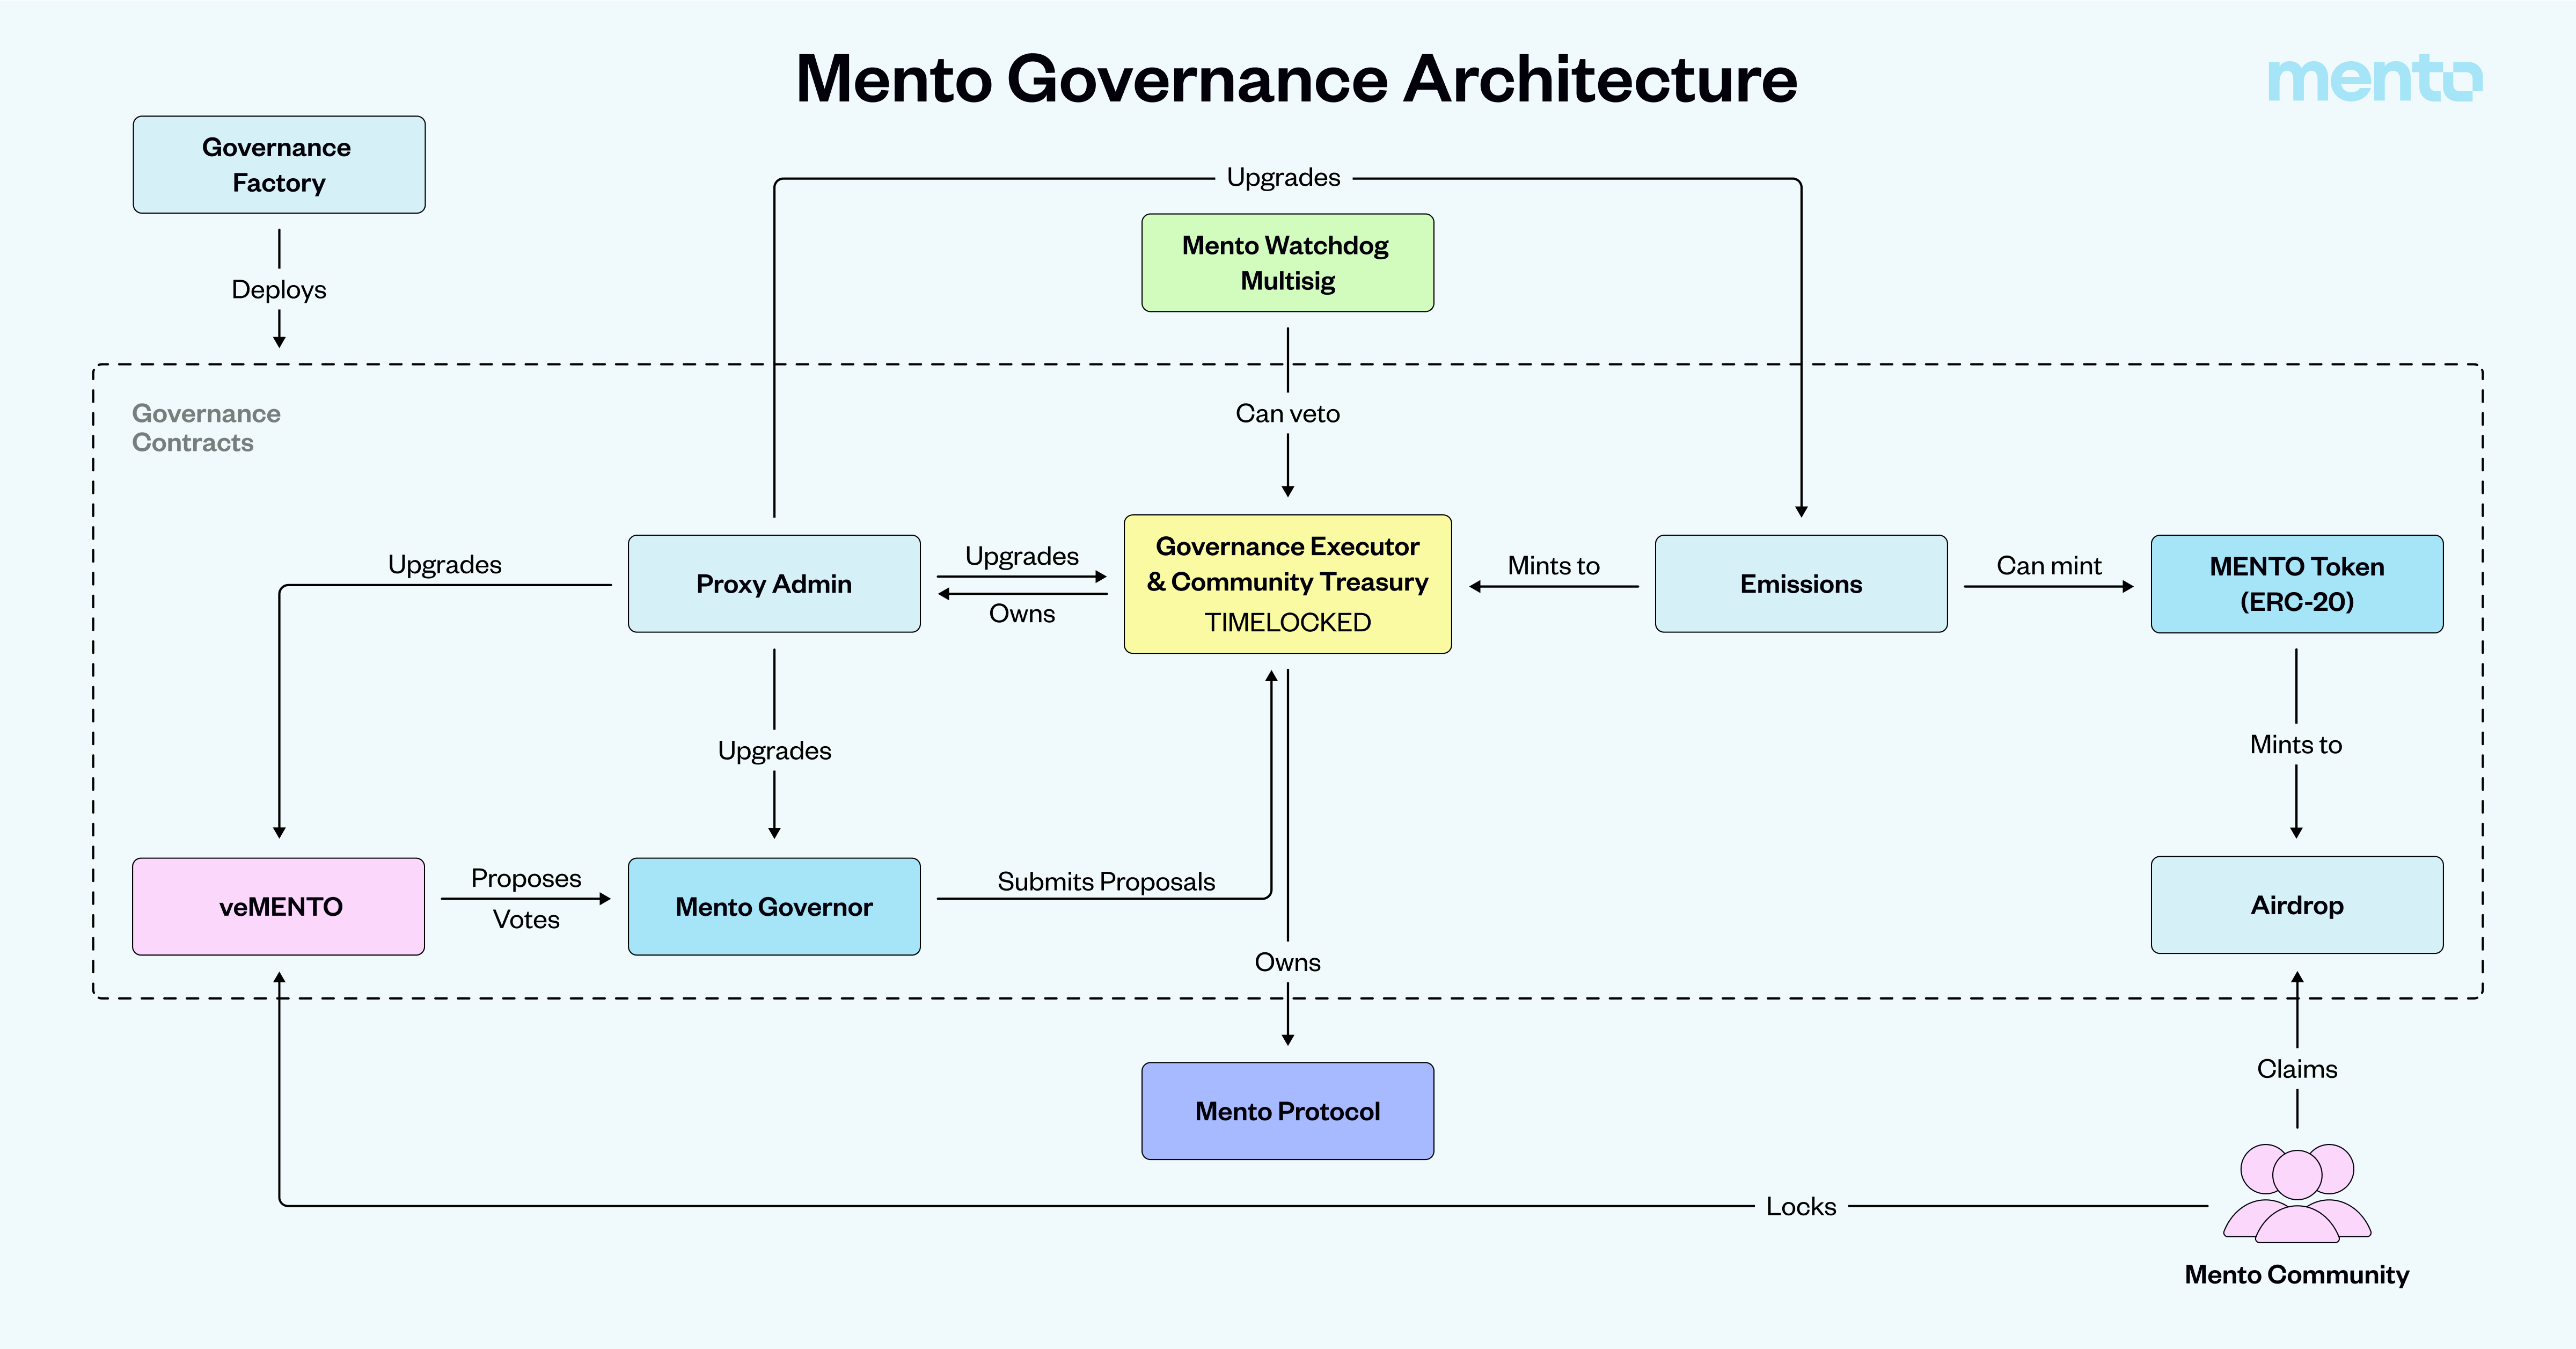 Mento Governance Architecture
mento
Governance
Factory
Deploys
Upgrades
Mento Watchdog
Multisig
Can veto
Governance
Contracts
Upgrades
Proxy Admin
Upgrades
Owns
Governance Executor
& Community Treasury
TIMELOCKED
Mints to
Emissions
Can mint
MENTO Token
(ERC-20)
Upgrades
Mints to
veMENTO
Proposes
Votes
Mento Governor
Submits Proposals
Airdrop
Owns
Mento Protocol
Claims
Locks
Mento Community